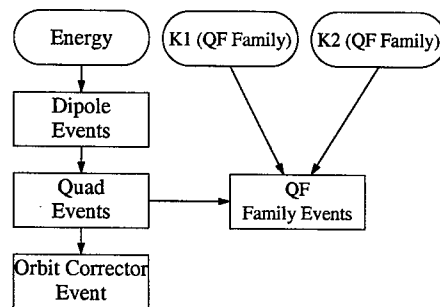 Energy
K1 (QF Family)
K2 (QF Family)
Dipole
Events
Quad
Events
QF
Family Events
Orbit Corrector
Event